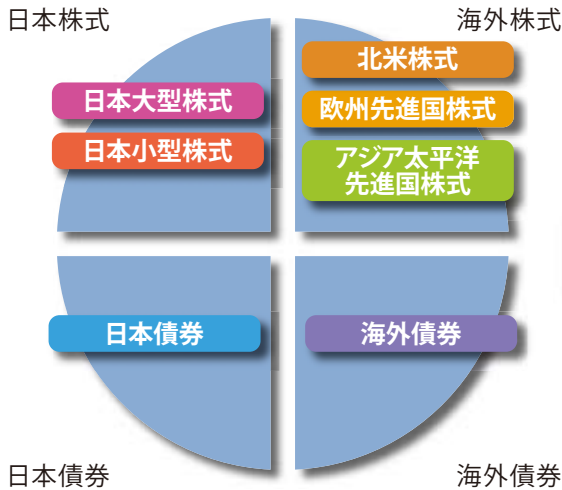 日本株式
海外株式
日本大型株式
日本小型株式
北米株式
欧州先進国株式
アジア太平洋
先進国株式
日本債券
海外債券
日本債券
海外債券